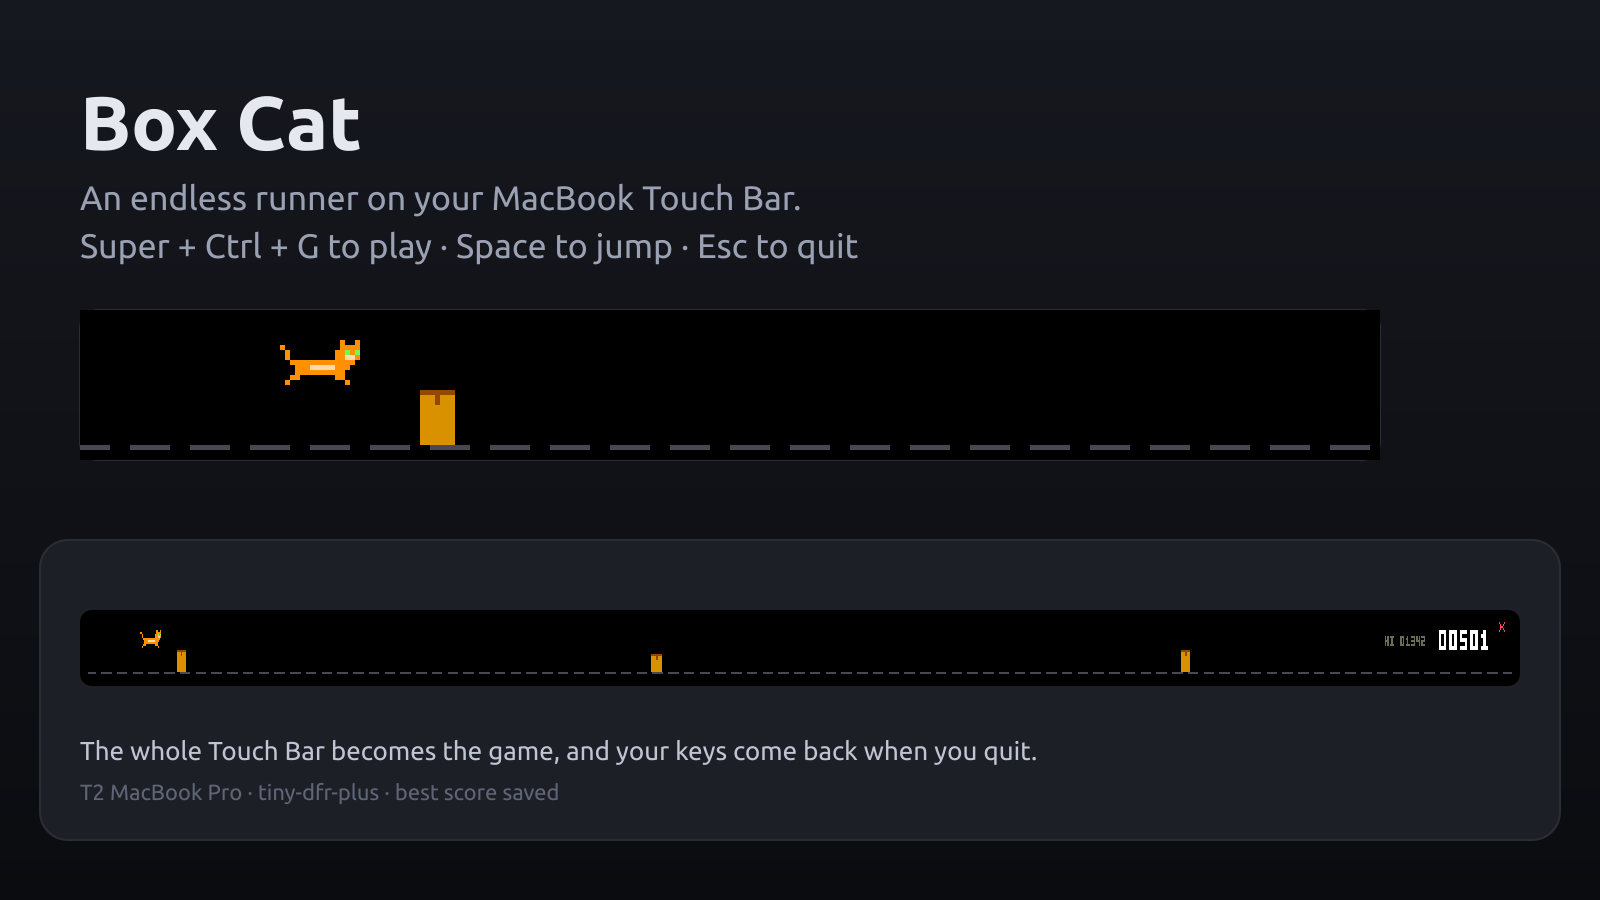 Box Cat
An endless runner on your MacBook Touch Bar.
Super + Ctrl + G to play · Space to jump · Esc to quit
HI 01342 00501 X
The whole Touch Bar becomes the game, and your keys come back when you quit.
T2 MacBook Pro · tiny-dfr-plus · best score saved